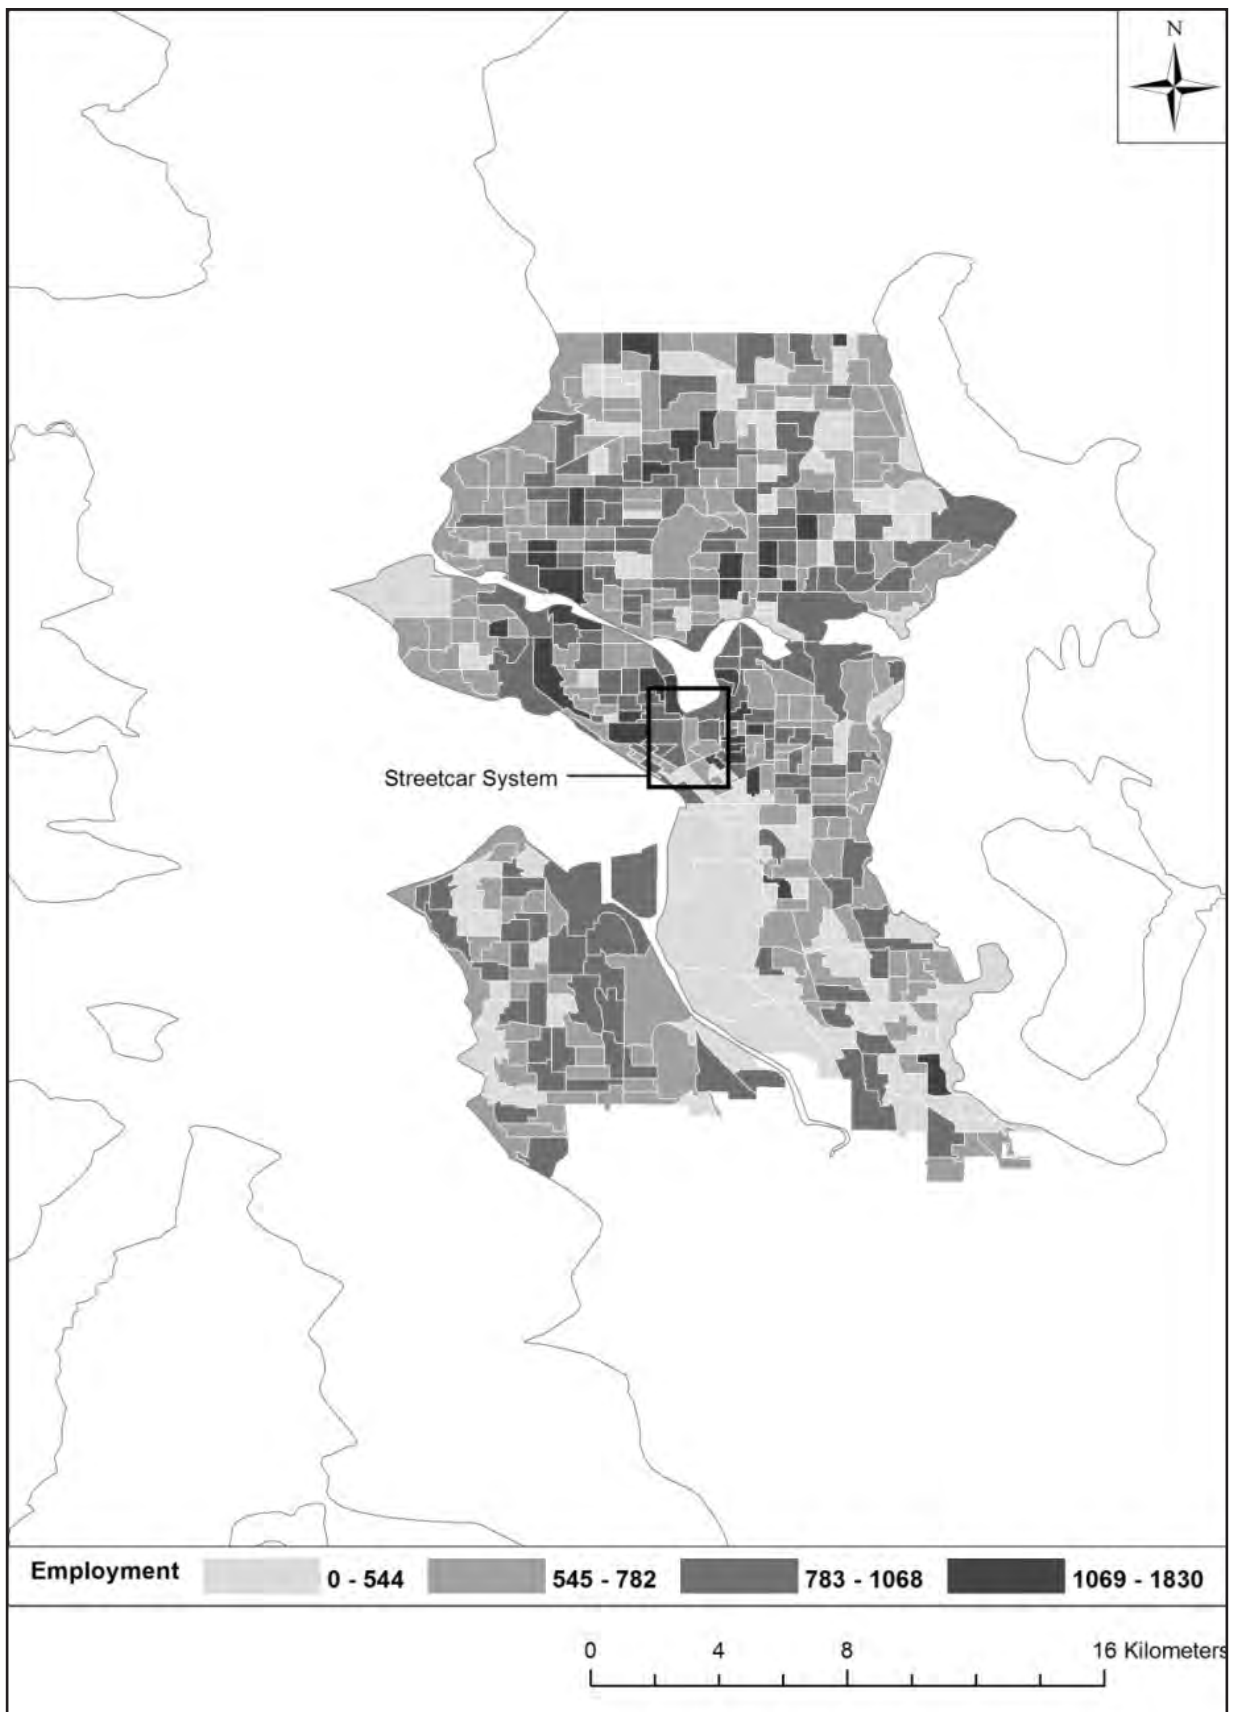 N
Streetcar System
Employment 0 - 544 545 - 782 783 - 1068 1069 - 1830
0 4 8 16 Kilometers